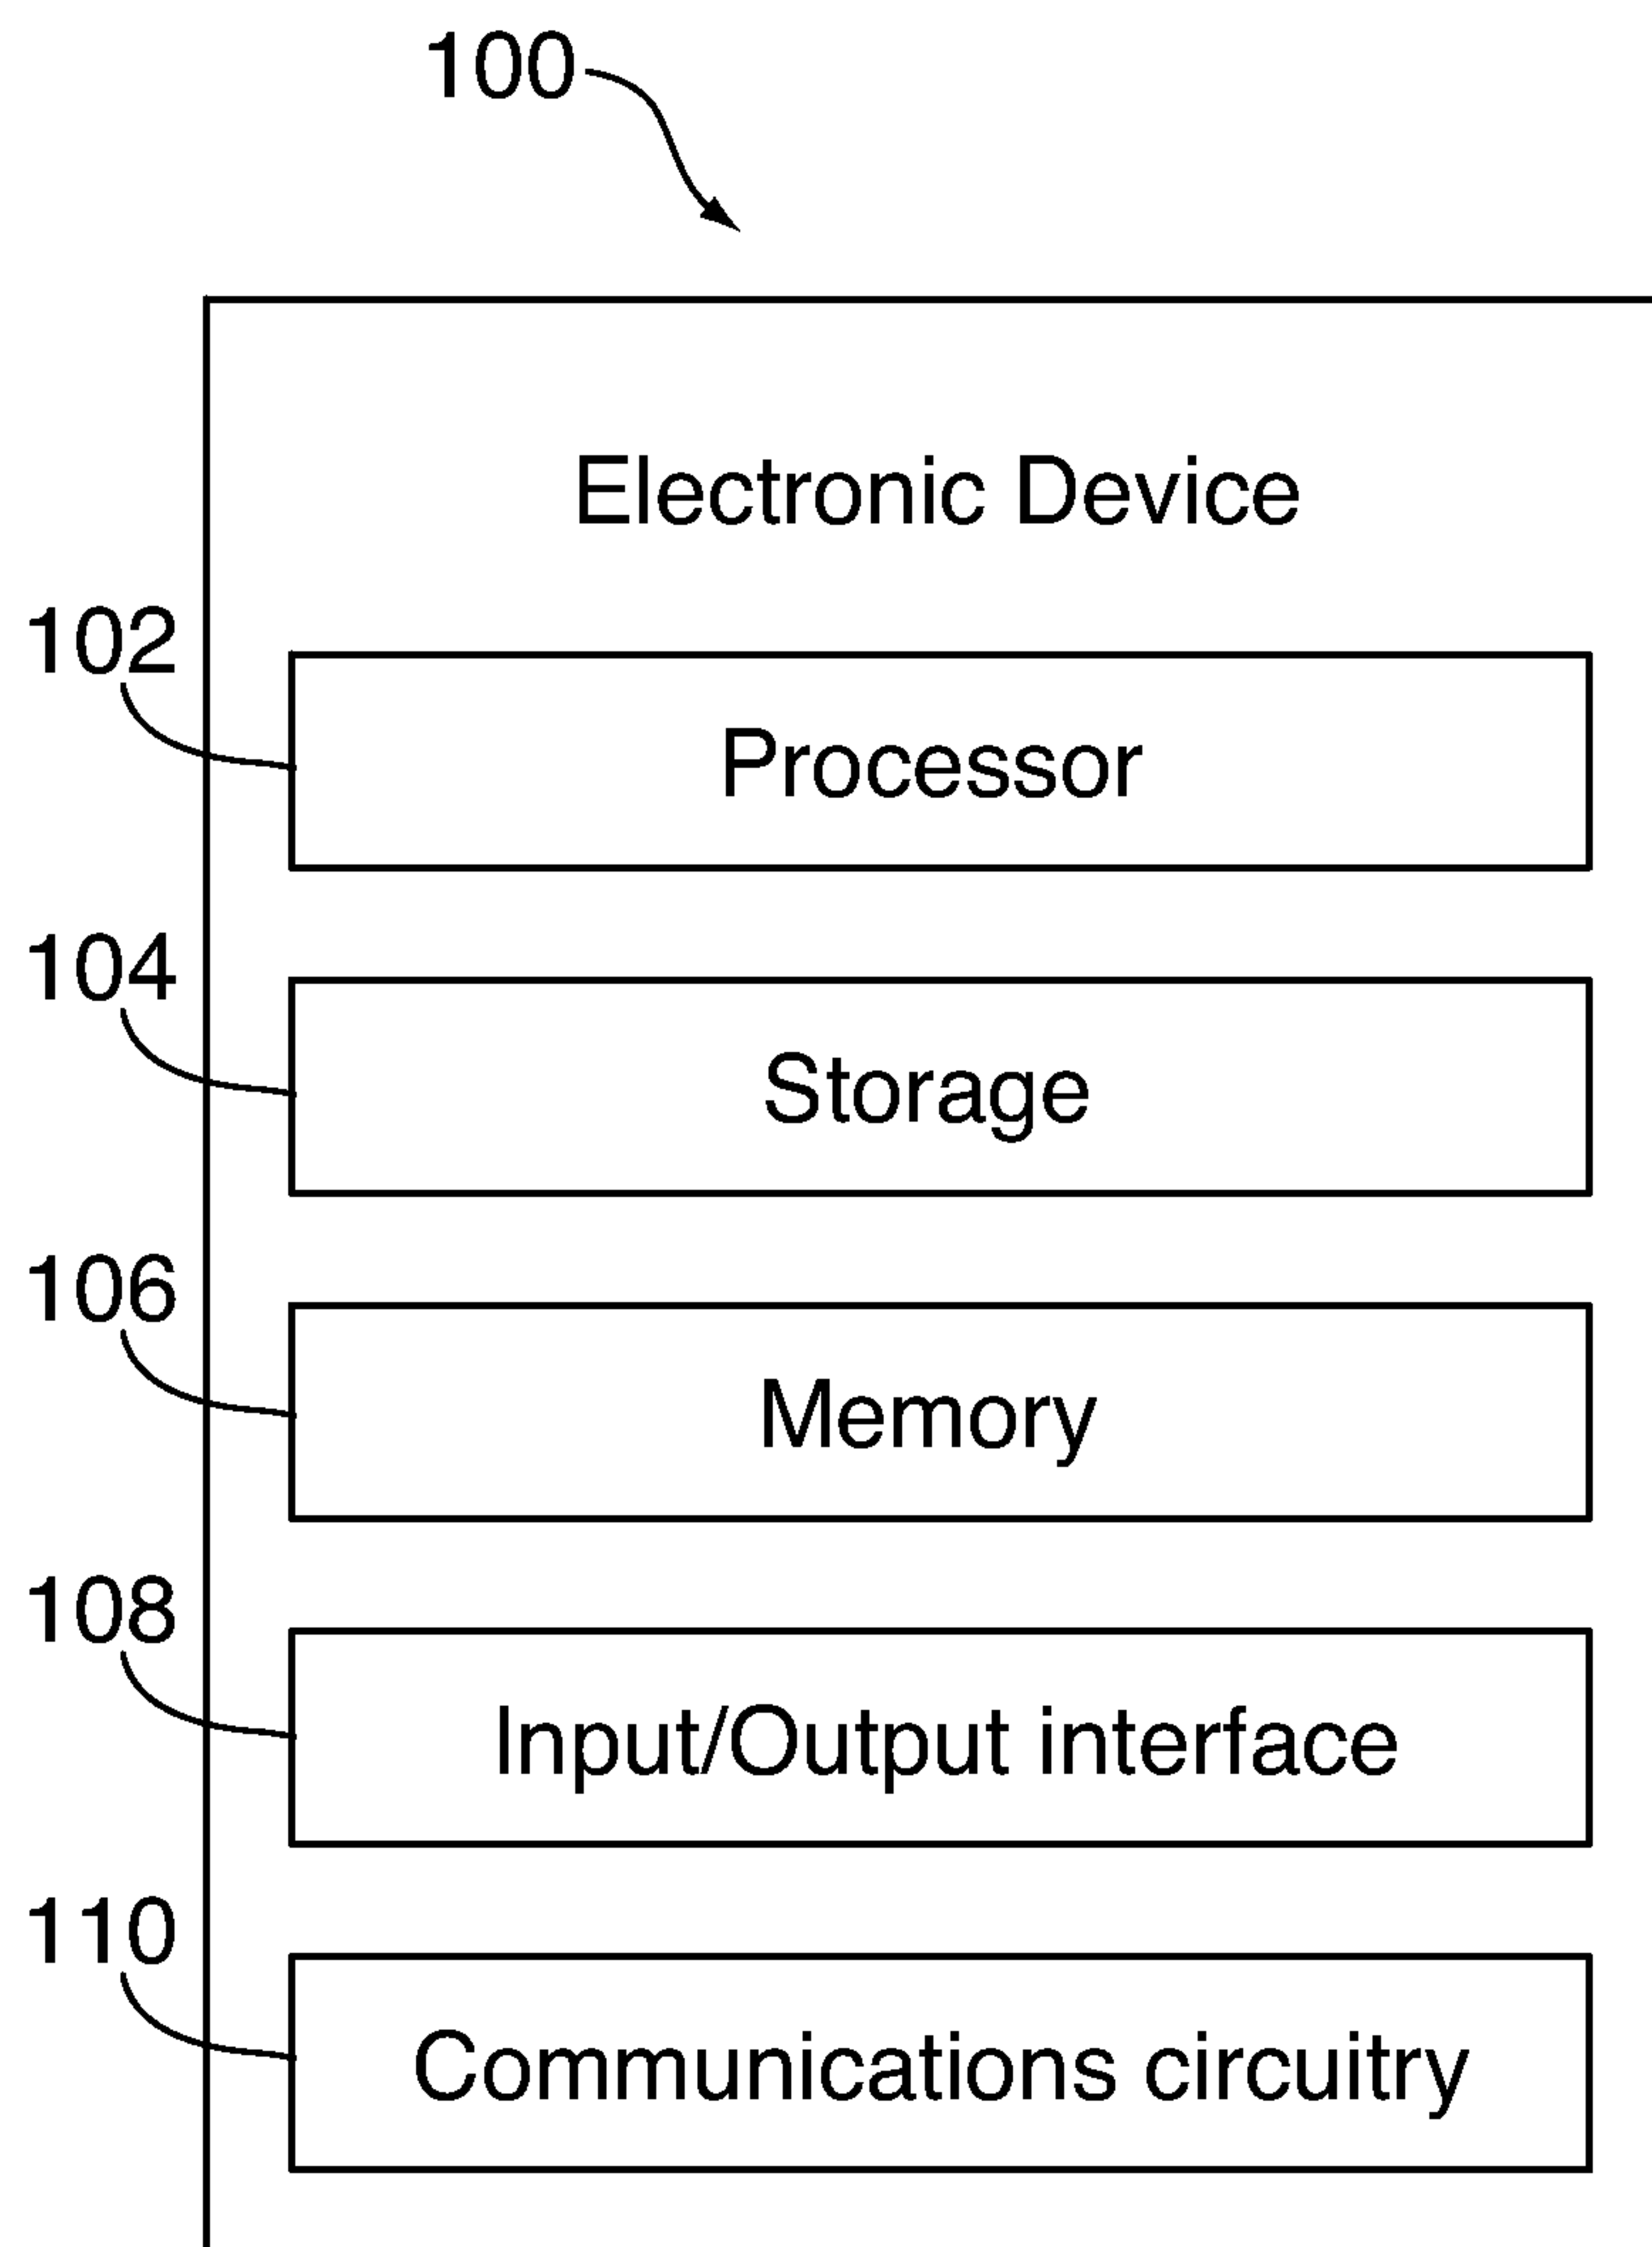 100
Electronic Device
102
Processor
104
Storage
106
Memory
108
Input/Output interface
110
Communications circuitry